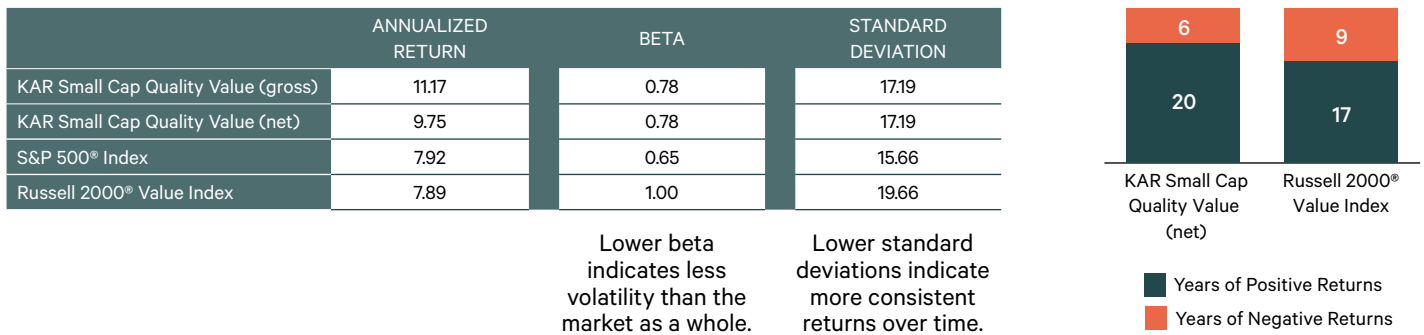 ANNUALIZED
RETURN
BETA
STANDARD
DEVIATION
KAR Small Cap Quality Value (gross) 11.17 0.78 17.19
KAR Small Cap Quality Value (net) 9.75 0.78 17.19
S&P 500® Index 7.92 0.65 15.66
Russell 2000® Value Index 7.89 1.00 19.66
Lower beta
indicates less
volatility than the
market as a whole.
Lower standard
deviations indicate
more consistent
returns over time.
6
20
9
17
KAR Small Cap
Quality Value
(net)
Russell 2000®
Value Index
Years of Positive Returns
Years of Negative Returns